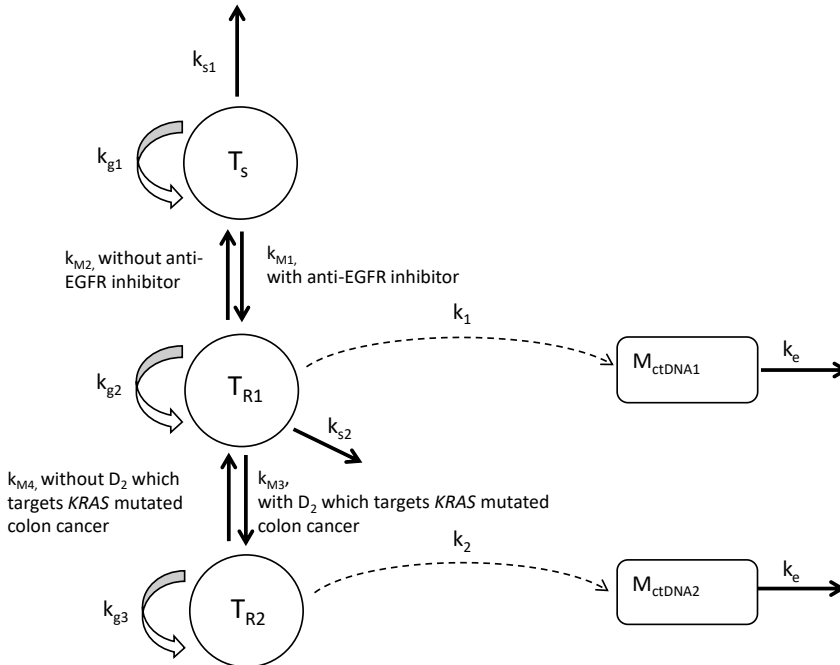 k_s1
k_g1
T_s
k_M2, without anti-
EGFR inhibitor
k_M1,
with anti-EGFR inhibitor
k_1
k_g2
T_R1
M_ctDNA1
k_e
k_s2
k_M4, without D_2 which
targets KRAS mutated
colon cancer
k_M3,
with D_2 which targets KRAS mutated
colon cancer
k_2
k_g3
T_R2
M_ctDNA2
k_e